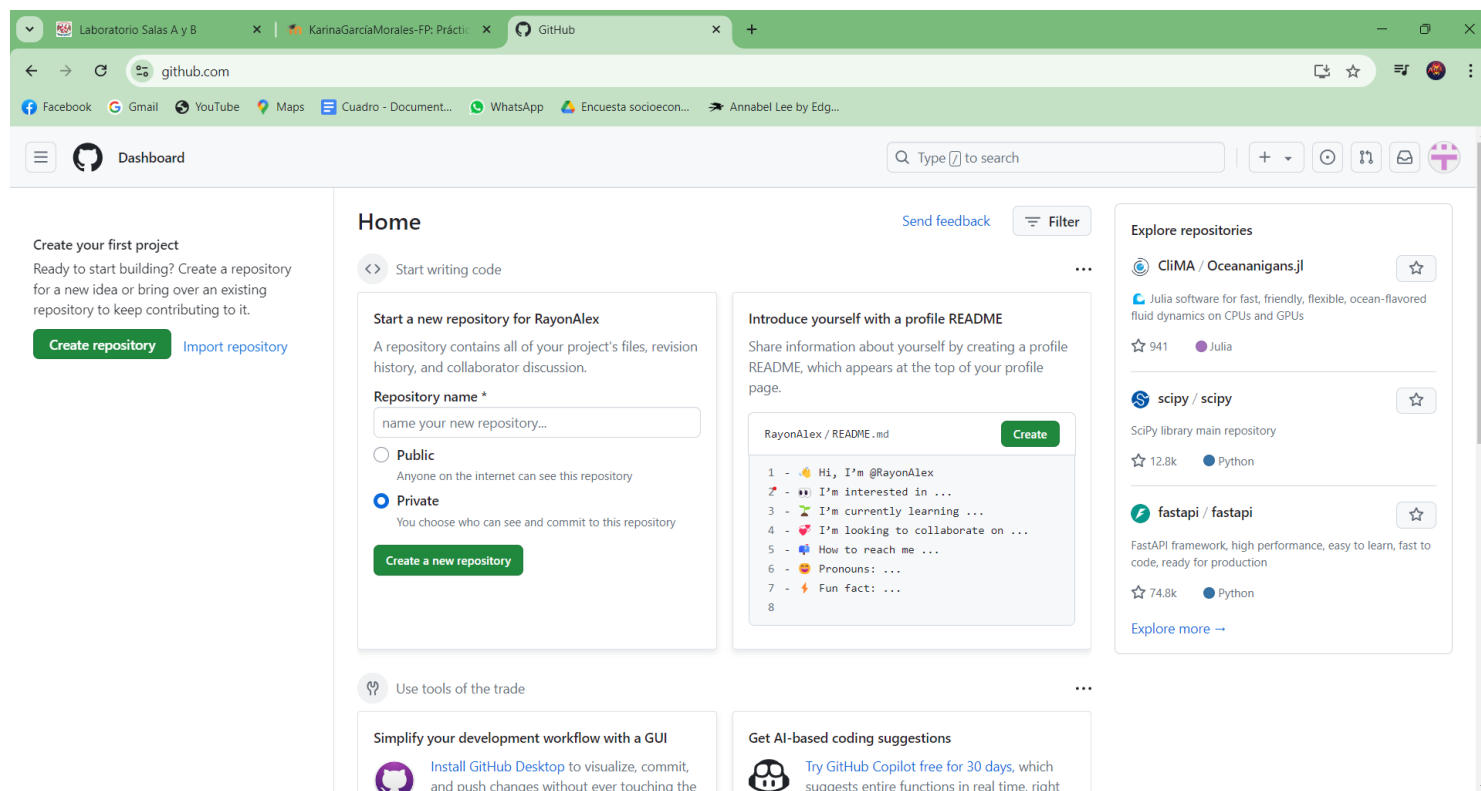 Laboratorio Salas A y B
KarinaGarcíaMorales-FP: Práctic
GitHub
github.com
Facebook
Gmail
YouTube
Maps
Cuadro - Document...
WhatsApp
Encuesta socioecon...
Annabel Lee by Edg...
Dashboard
Type / to search
Create your first project
Ready to start building? Create a repository
for a new idea or bring over an existing
repository to keep contributing to it.
Create repository
Import repository
Home
Send feedback
Filter
Start writing code
Start a new repository for RayonAlex
A repository contains all of your project's files, revision
history, and collaborator discussion.
Repository name *
name your new repository...
Public
Anyone on the internet can see this repository
Private
You choose who can see and commit to this repository
Create a new repository
Introduce yourself with a profile README
Share information about yourself by creating a profile
README, which appears at the top of your profile
page.
RayonAlex / README.md
Create
1 - 👋 Hi, I'm @RayonAlex
2 - 👀 I'm interested in ...
3 - 🌱 I'm currently learning ...
4 - 💞️ I'm looking to collaborate on ...
5 - 📫 How to reach me ...
6 - 😄 Pronouns: ...
7 - ⚡ Fun fact: ...
8
Use tools of the trade
Simplify your development workflow with a GUI
Install GitHub Desktop to visualize, commit,
and push changes without ever touching the
Get AI-based coding suggestions
Try GitHub Copilot free for 30 days, which
suggests entire functions in real time, right
Explore repositories
CliMA / Oceananigans.jl
🌊 Julia software for fast, friendly, flexible, ocean-flavored
fluid dynamics on CPUs and GPUs
941
Julia
scipy / scipy
SciPy library main repository
12.8k
Python
fastapi / fastapi
FastAPI framework, high performance, easy to learn, fast to
code, ready for production
74.8k
Python
Explore more →